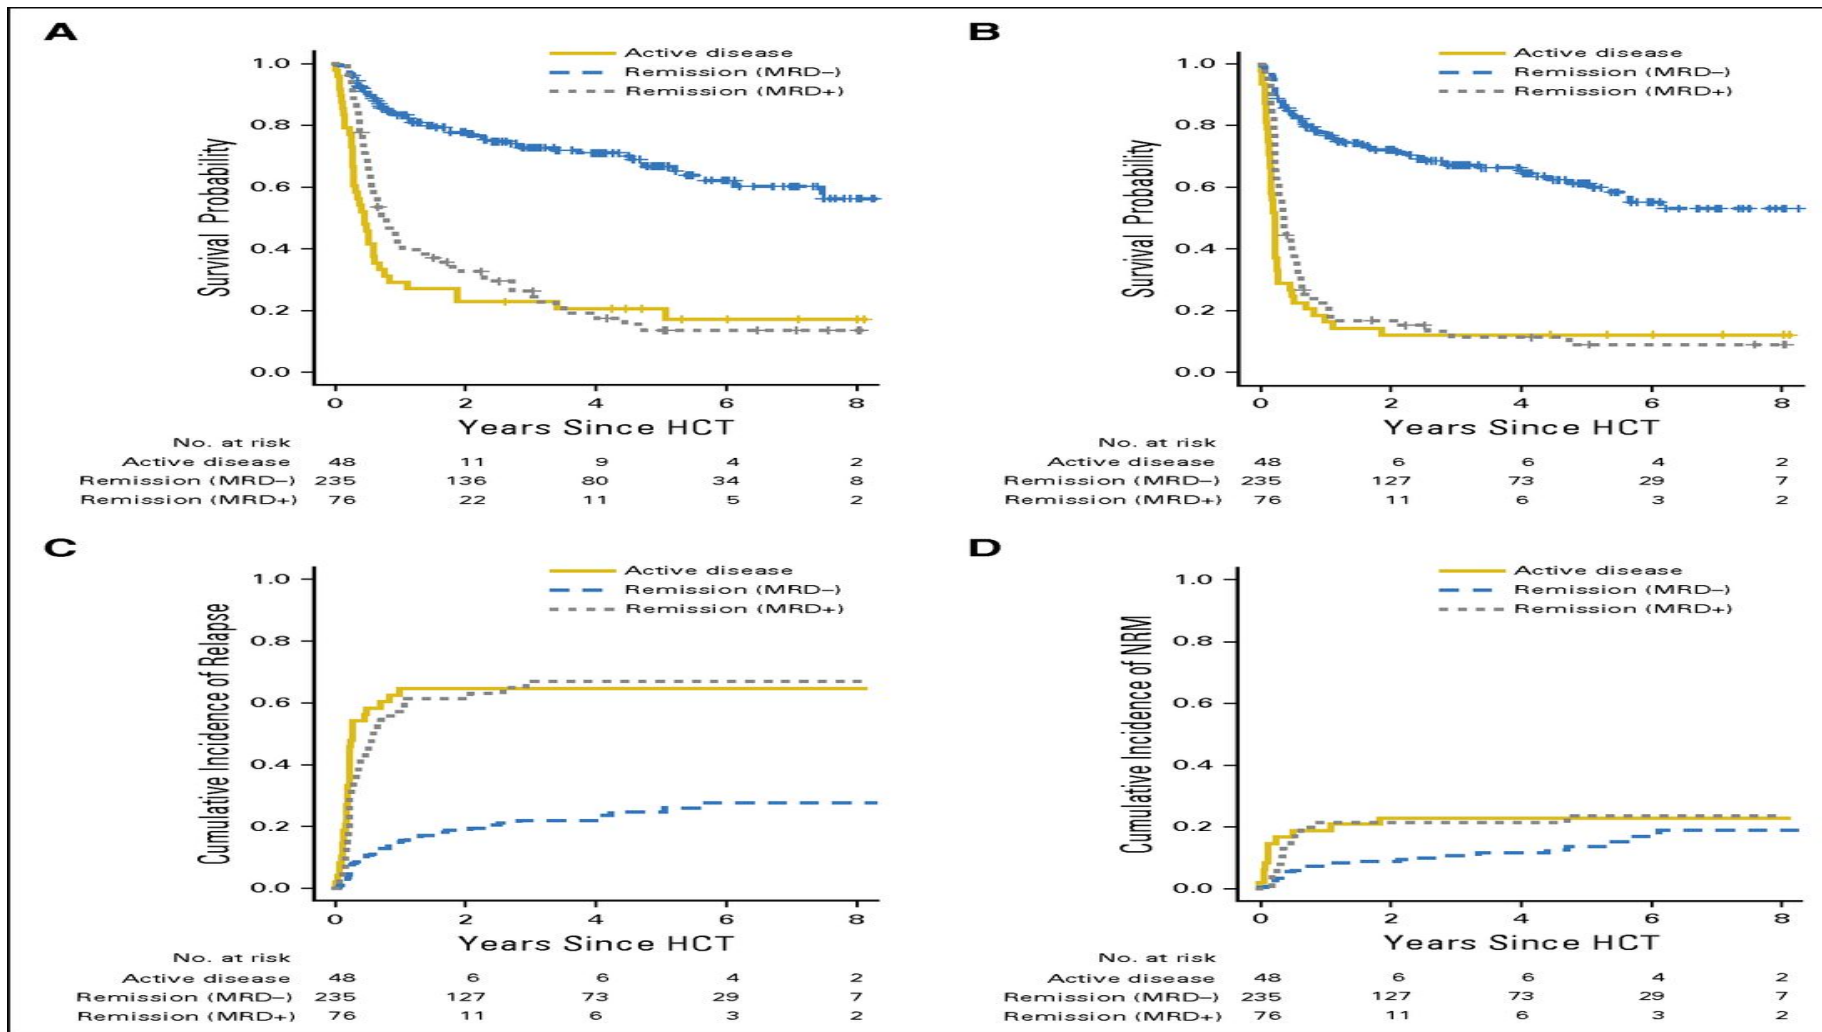 A
Active disease
Remission (MRD–)
Remission (MRD+)
Survival Probability
1.0
0.8
0.6
0.4
0.2
0.0
0 2 4 6 8
Years Since HCT
No. at risk
Active disease 48 11 9 4 2
Remission (MRD–) 235 136 80 34 8
Remission (MRD+) 76 22 11 5 2
B
Active disease
Remission (MRD–)
Remission (MRD+)
Survival Probability
1.0
0.8
0.6
0.4
0.2
0.0
0 2 4 6 8
Years Since HCT
No. at risk
Active disease 48 6 6 4 2
Remission (MRD–) 235 127 73 29 7
Remission (MRD+) 76 11 6 3 2
C
Active disease
Remission (MRD–)
Remission (MRD+)
Cumulative Incidence of Relapse
1.0
0.8
0.6
0.4
0.2
0.0
0 2 4 6 8
Years Since HCT
No. at risk
Active disease 48 6 6 4 2
Remission (MRD–) 235 127 73 29 7
Remission (MRD+) 76 11 6 3 2
D
Active disease
Remission (MRD–)
Remission (MRD+)
Cumulative Incidence of NRM
1.0
0.8
0.6
0.4
0.2
0.0
0 2 4 6 8
Years Since HCT
No. at risk
Active disease 48 6 6 4 2
Remission (MRD–) 235 127 73 29 7
Remission (MRD+) 76 11 6 3 2